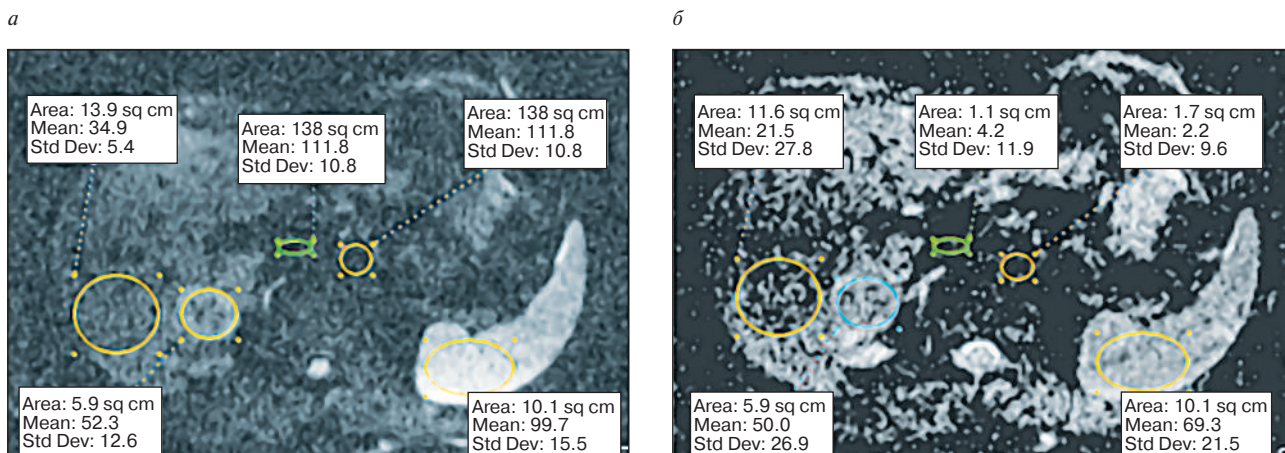 а
б
Area: 13.9 sq cm
Mean: 34.9
Std Dev: 5.4
Area: 138 sq cm
Mean: 111.8
Std Dev: 10.8
Area: 138 sq cm
Mean: 111.8
Std Dev: 10.8
Area: 5.9 sq cm
Mean: 52.3
Std Dev: 12.6
Area: 10.1 sq cm
Mean: 99.7
Std Dev: 15.5
Area: 11.6 sq cm
Mean: 21.5
Std Dev: 27.8
Area: 1.1 sq cm
Mean: 4.2
Std Dev: 11.9
Area: 1.7 sq cm
Mean: 2.2
Std Dev: 9.6
Area: 5.9 sq cm
Mean: 50.0
Std Dev: 26.9
Area: 10.1 sq cm
Mean: 69.3
Std Dev: 21.5